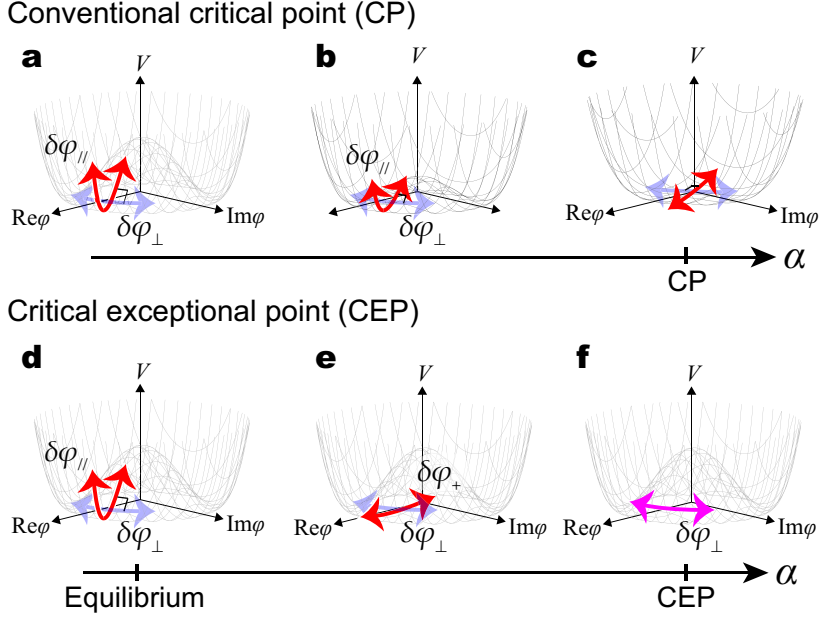 Conventional critical point (CP)
a
b
c
V
V
V
δφ//
δφ//
Reφ
Imφ
Reφ
Imφ
δφ⊥
δφ⊥
α
CP
Critical exceptional point (CEP)
d
e
f
V
V
V
δφ//
δφ+
Reφ
Imφ
Reφ
Imφ
Reφ
Imφ
δφ⊥
δφ⊥
δφ⊥
α
Equilibrium
CEP